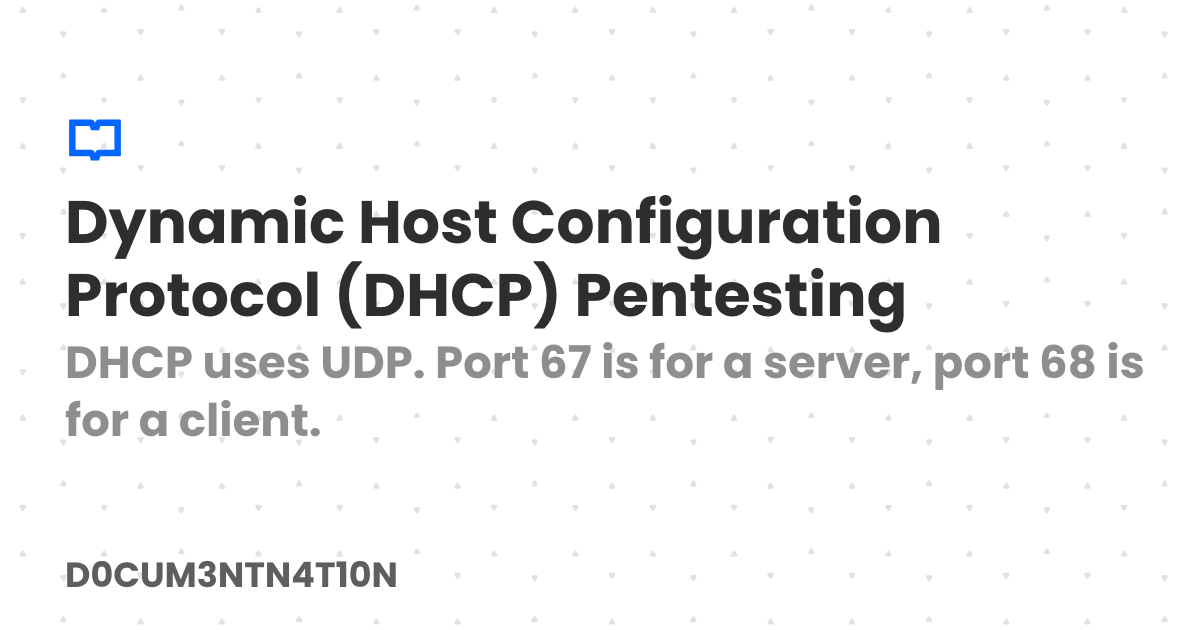 Dynamic Host Configuration
Protocol (DHCP) Pentesting
DHCP uses UDP. Port 67 is for a server, port 68 is
for a client.
D0CUM3NTN4T10N